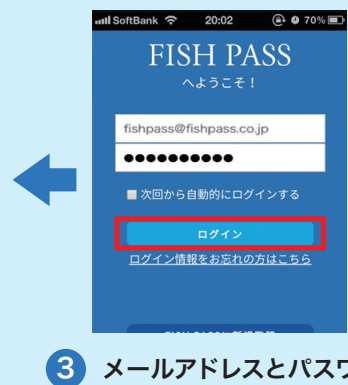 SoftBank 20:02 70%
FISH PASS
へようこそ！
fishpass@fishpass.co.jp
●●●●●●●●●●
次回から自動的にログインする
ログイン
ログイン情報をお忘れの方はこちら
3 メールアドレスとパスワ